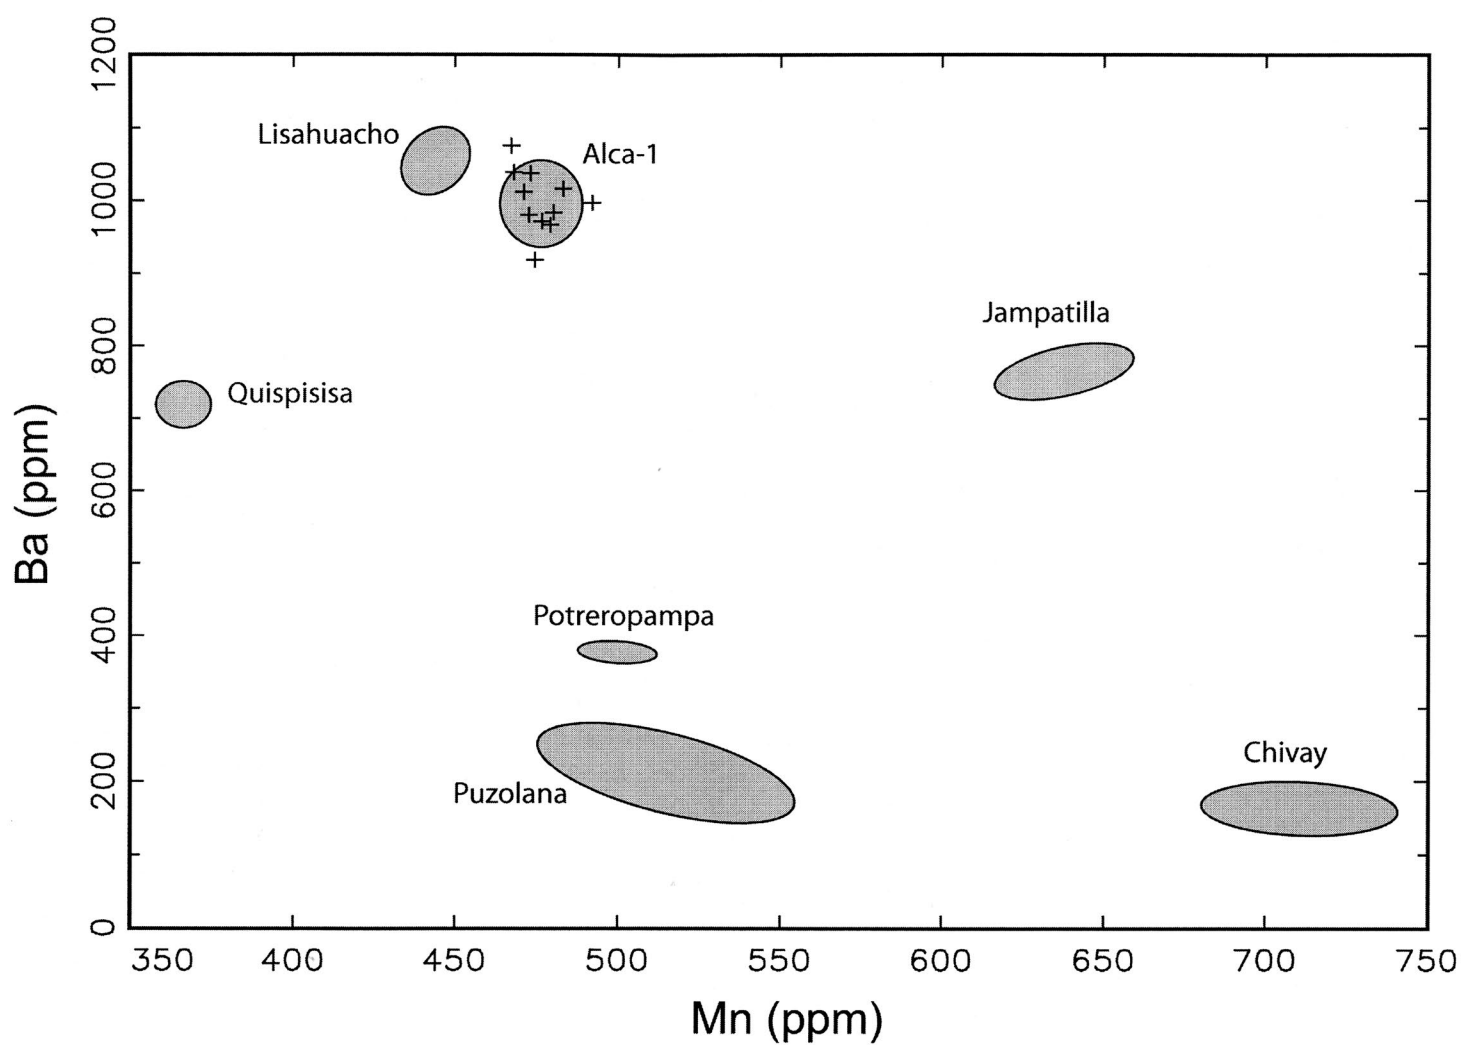 1200
Lisahuacho
Alca-1
1000
Jampatilla
800
Quispisisa
600
Ba (ppm)
Potreropampa
400
Chivay
200
Puzolana
0
350 400 450 500 550 600 650 700 750
Mn (ppm)